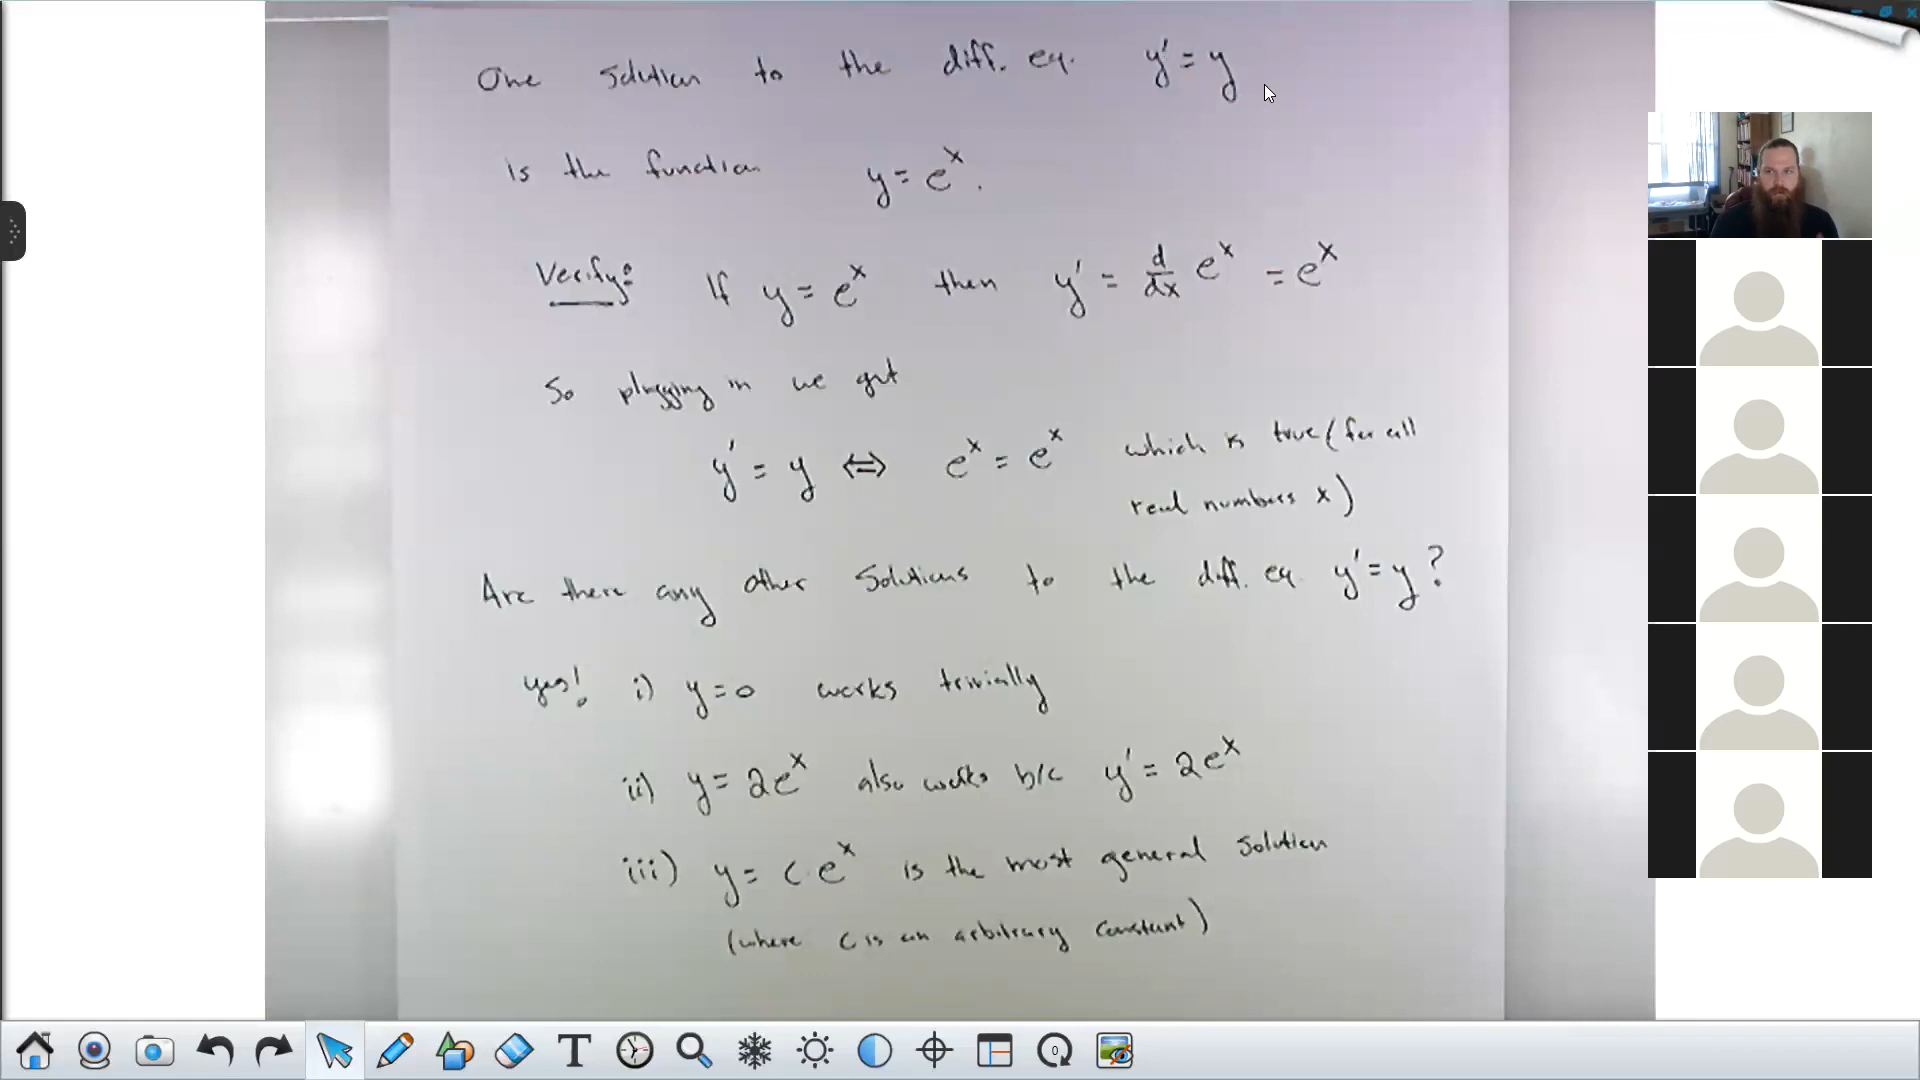 One solution to the diff. eq. y' = y
is the function y = e^x.
Verify: If y = e^x then y' = d/dx e^x = e^x
So plugging in we get
y' = y ⇔ e^x = e^x which is true (for all
real numbers x)
Are there any other solutions to the diff. eq. y' = y?
yes! i) y = 0 works trivially
ii) y = 2e^x also works b/c y' = 2e^x
iii) y = C·e^x is the most general solution
(where C is an arbitrary constant)
T
0